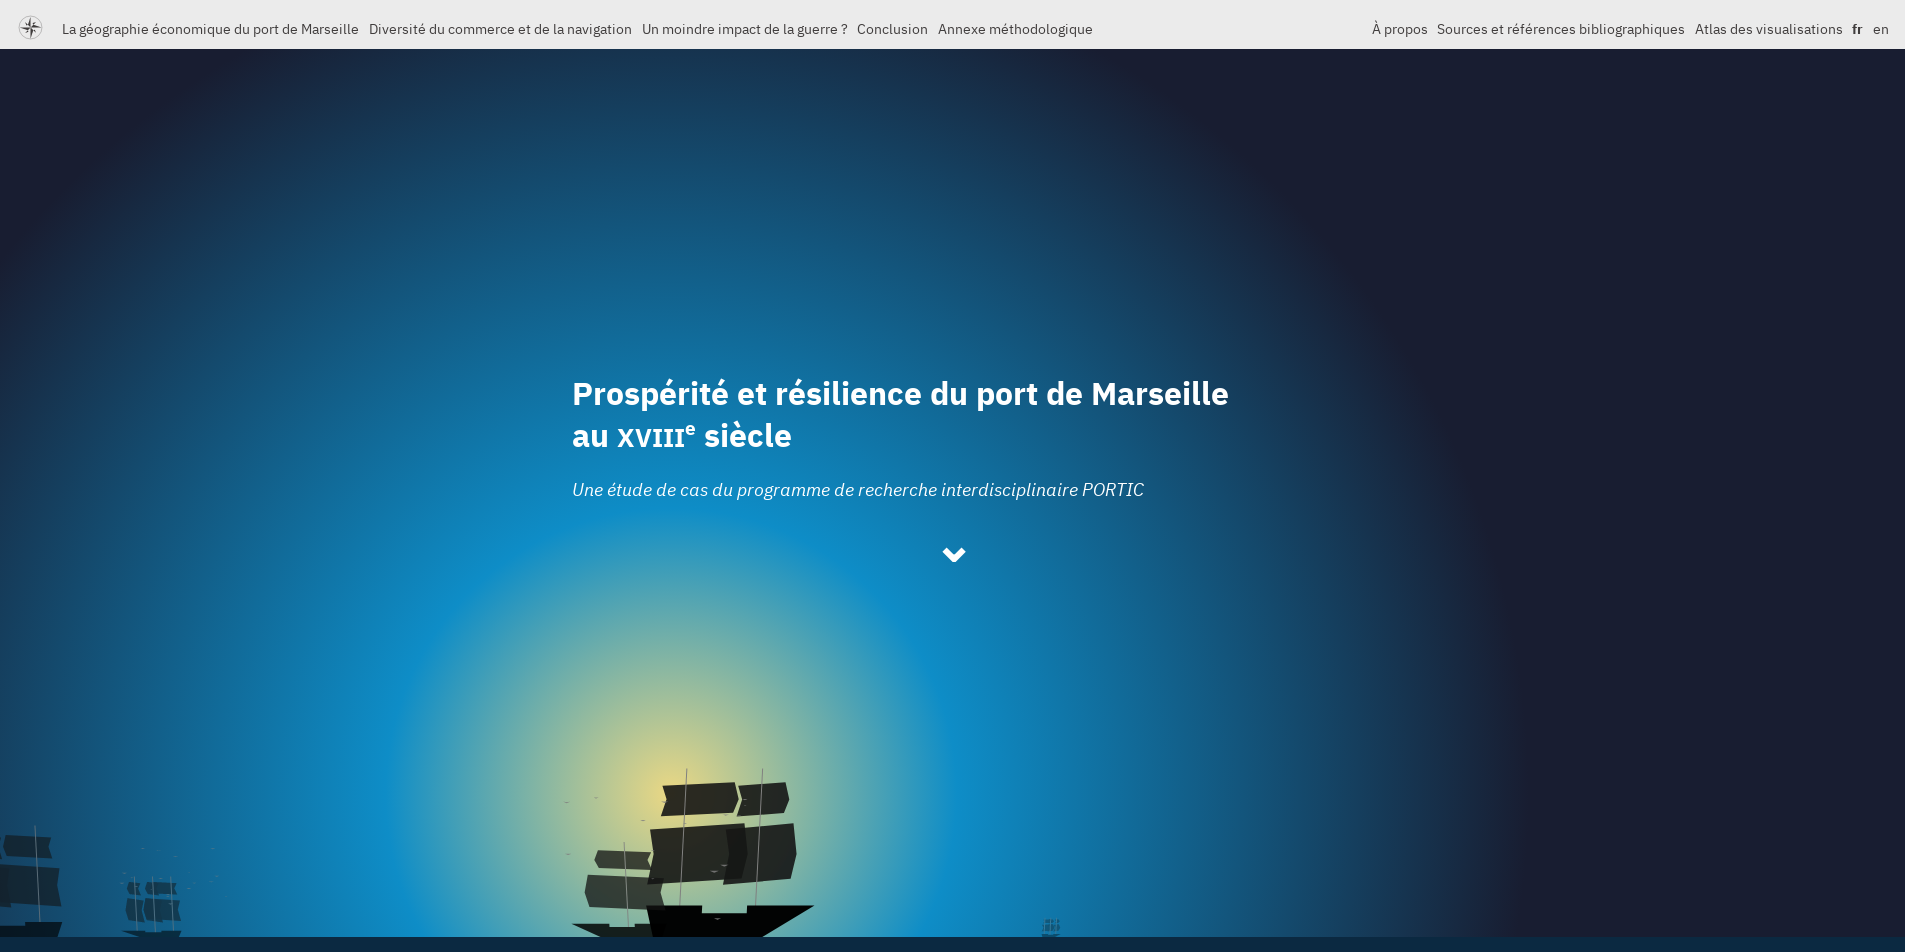 La géographie économique du port de Marseille Diversité du commerce et de la navigation Un moindre impact de la guerre ? Conclusion Annexe méthodologique À propos Sources et références bibliographiques Atlas des visualisations fr en
Prospérité et résilience du port de Marseille
au XVIIIe siècle
Une étude de cas du programme de recherche interdisciplinaire PORTIC